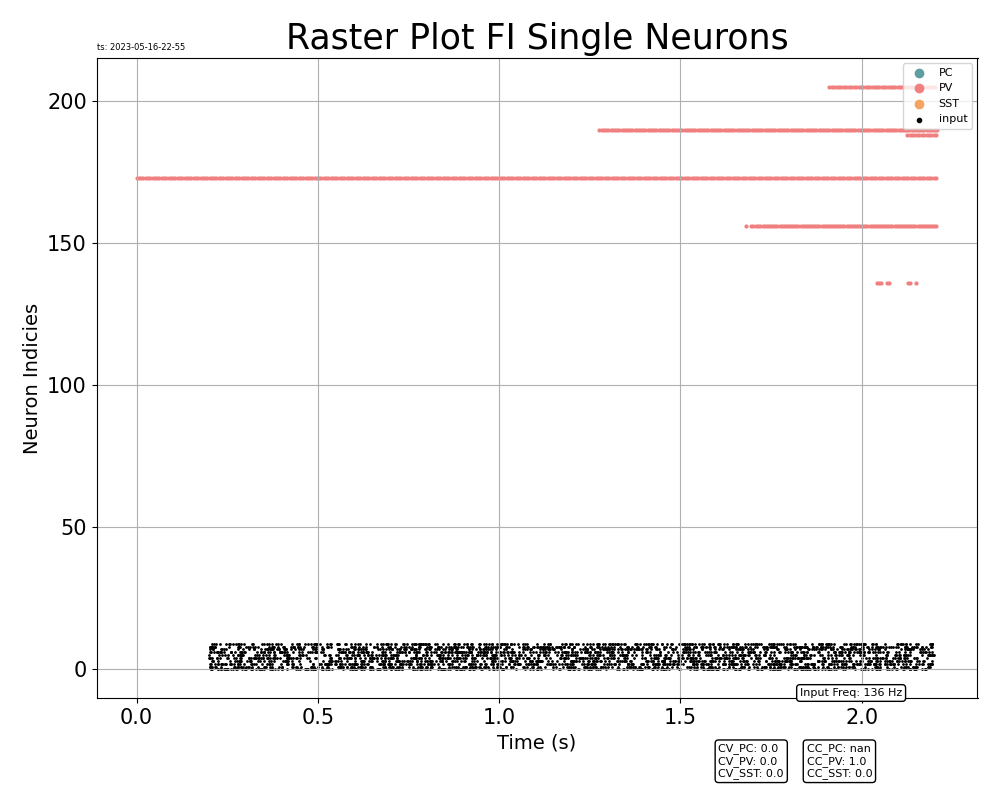 Raster Plot FI Single Neurons
ts: 2023-05-16-22-55
PC
PV
SST
input
200
150
100
50
0
Neuron Indicies
Input Freq: 136 Hz
0.0 0.5 1.0 1.5 2.0
Time (s)
CV_PC: 0.0
CV_PV: 0.0
CV_SST: 0.0
CC_PC: nan
CC_PV: 1.0
CC_SST: 0.0